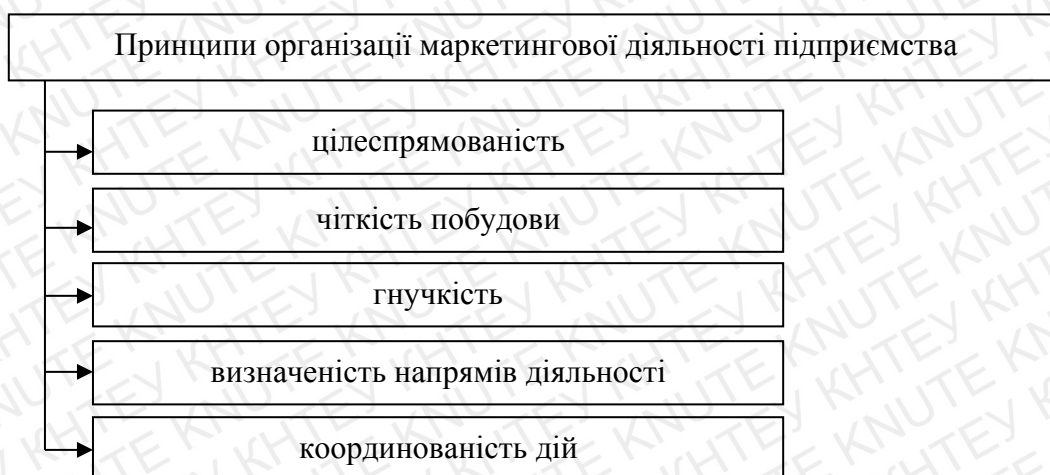 Принципи організації маркетингової діяльності підприємства
цілеспрямованість
чіткість побудови
гнучкість
визначеність напрямів діяльності
координованість дій